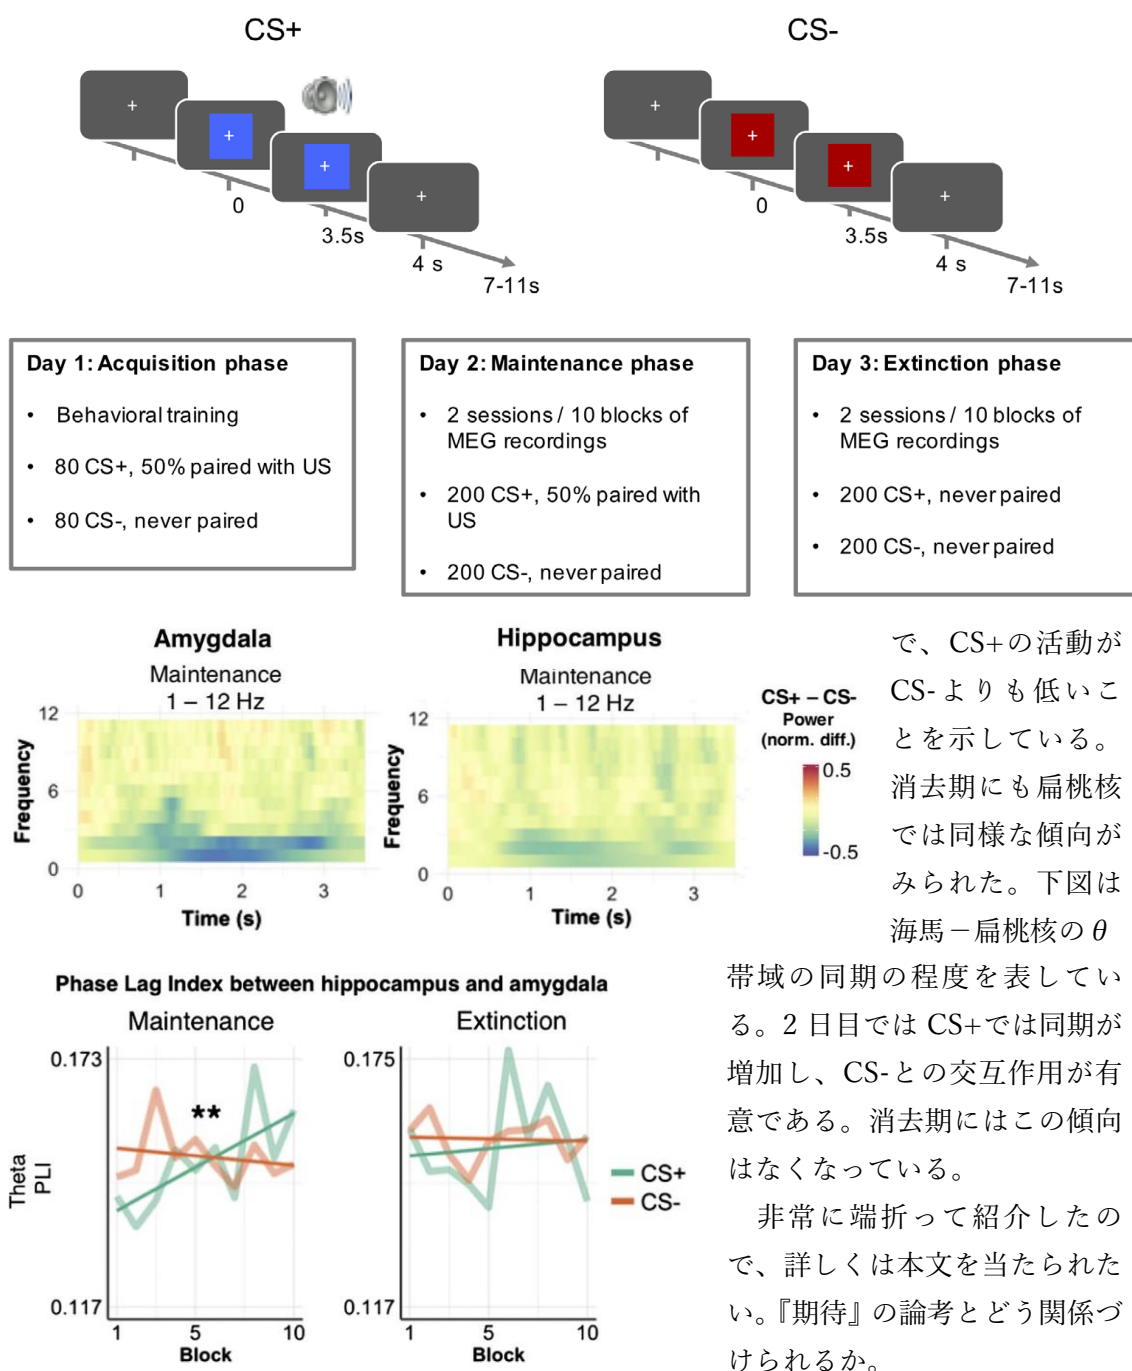 CS+
CS-
0
3.5s
4 s
7-11s
0
3.5s
4 s
7-11s
Day 1: Acquisition phase
• Behavioral training
• 80 CS+, 50% paired with US
• 80 CS-, never paired
Day 2: Maintenance phase
• 2 sessions / 10 blocks of
MEG recordings
• 200 CS+, 50% paired with
US
• 200 CS-, never paired
Day 3: Extinction phase
• 2 sessions / 10 blocks of
MEG recordings
• 200 CS+, never paired
• 200 CS-, never paired
Amygdala
Maintenance
1 – 12 Hz
12
6
0
Frequency
0 1 2 3
Time (s)
Hippocampus
Maintenance
1 – 12 Hz
12
6
0
Frequency
0 1 2 3
Time (s)
CS+ – CS-
Power
(norm. diff.)
0.5
-0.5
で、CS+の活動が
CS-よりも低いこ
とを示している。
消去期にも扁桃核
では同様な傾向が
みられた。下図は
海馬－扁桃核のθ
帯域の同期の程度を表してい
る。2 日目では CS+では同期が
増加し、CS-との交互作用が有
意である。消去期にはこの傾向
はなくなっている。
非常に端折って紹介したの
で、詳しくは本文を当たられた
い。『期待』の論考とどう関係づ
けられるか。
Phase Lag Index between hippocampus and amygdala
Maintenance
0.173
**
Theta
PLI
0.117
1 5 10
Block
Extinction
0.175
0.117
1 5 10
Block
CS+
CS-